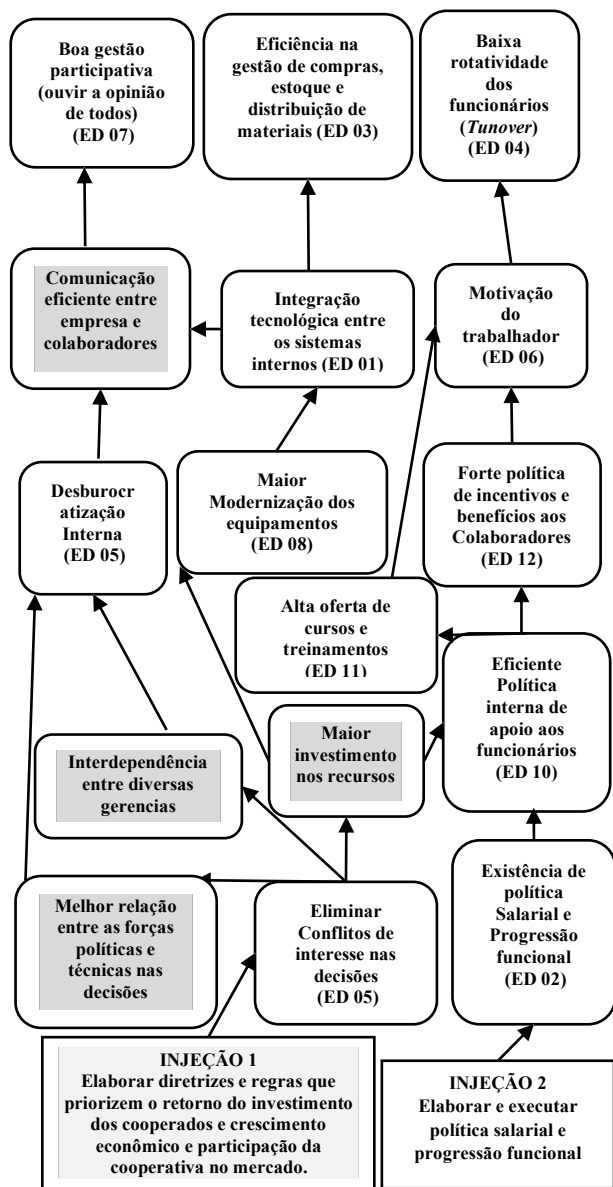 Boa gestão
participativa
(ouvir a opinião
de todos)
(ED 07)
Eficiência na
gestão de compras,
estoque e
distribuição de
materiais (ED 03)
Baixa
rotatividade
dos
funcionários
(Tunover)
(ED 04)
Comunicação
eficiente entre
empresa e
colaboradores
Integração
tecnológica entre
os sistemas
internos (ED 01)
Motivação
do
trabalhador
(ED 06)
Desburocr
atização
Interna
(ED 05)
Maior
Modernização dos
equipamentos
(ED 08)
Forte política
de incentivos e
benefícios aos
Colaboradores
(ED 12)
Alta oferta de
cursos e
treinamentos
(ED 11)
Eficiente
Política
interna de
apoio aos
funcionários
(ED 10)
Interdependência
entre diversas
gerencias
Maior
investimento
nos recursos
Melhor relação
entre as forças
políticas e
técnicas nas
decisões
Eliminar
Conflitos de
interesse nas
decisões
(ED 05)
Existência de
política
Salarial e
Progressão
funcional
(ED 02)
INJEÇÃO 1
Elaborar diretrizes e regras que
priorizem o retorno do investimento
dos cooperados e crescimento
econômico e participação da
cooperativa no mercado.
INJEÇÃO 2
Elaborar e executar
política salarial e
progressão funcional